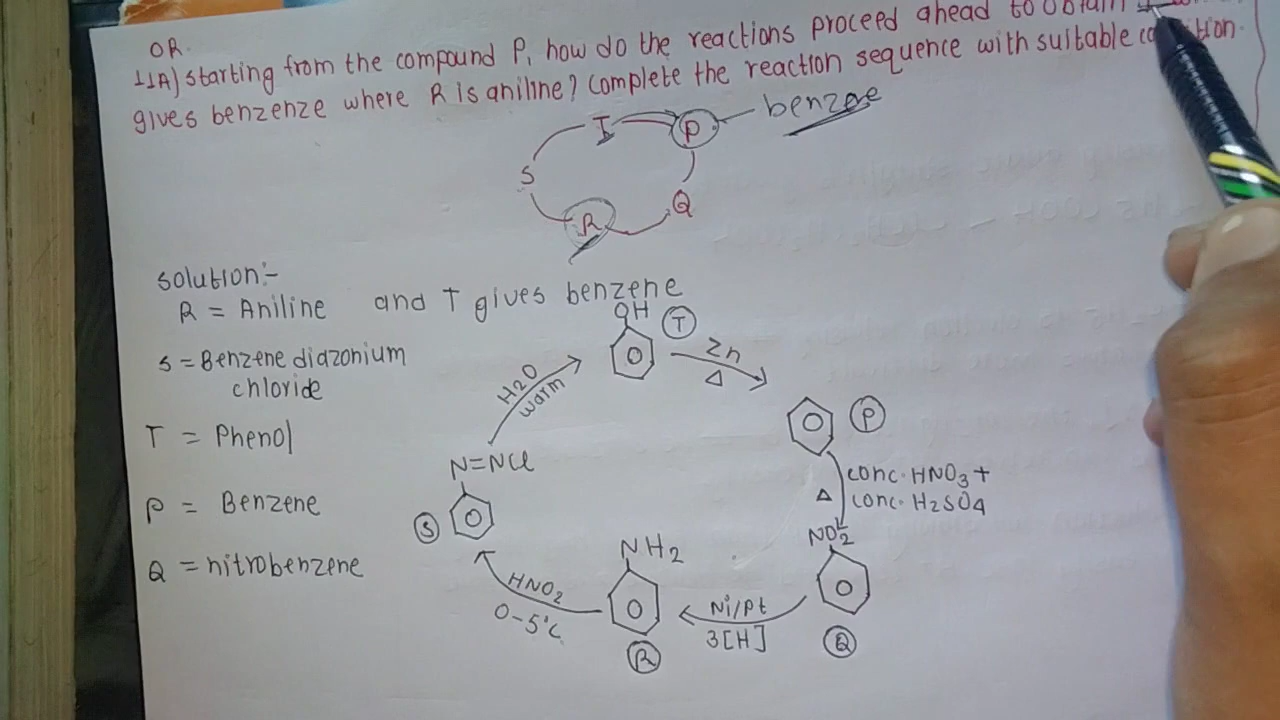 OR.
11A) starting from the compound P, how do the reactions proceed ahead to obtain
gives benzenze where R is aniline? Complete the reaction sequence with suitable
benzene
T
P
S
Q
R
solution:-
R = Aniline and T gives benzene
OH
T
S = Benzene diazonium
chloride
Zn
Δ
H2O
warm
P
T = Phenol
N=NCl
conc. HNO3 +
Δ
conc. H2SO4
P = Benzene
S
NO2
NH2
Q = nitrobenzene
HNO2
0-5°C
Ni/Pt
3[H]
R
Q